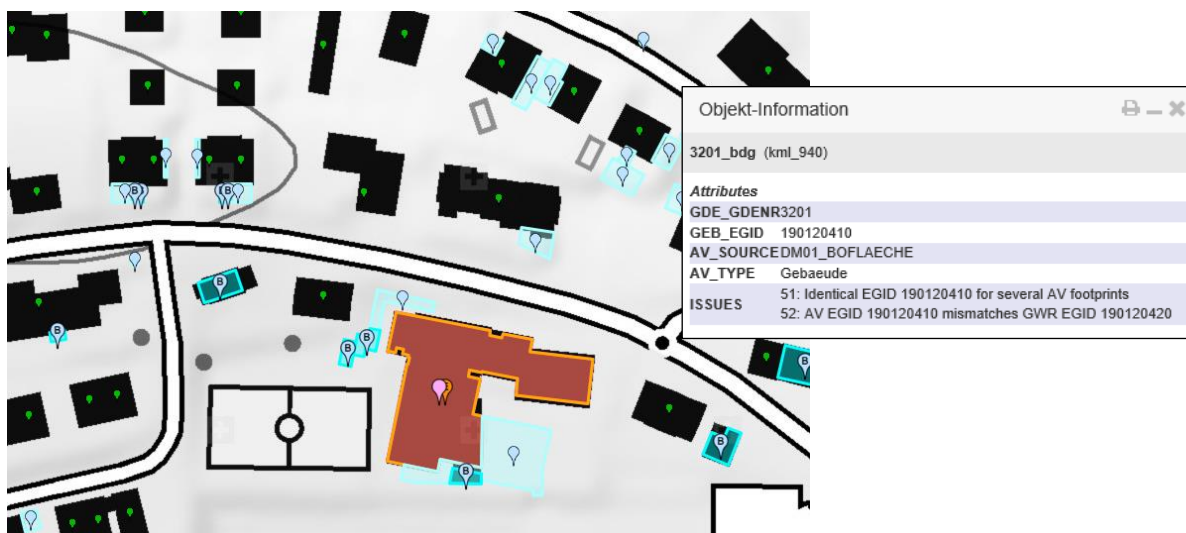 Objekt-Information
3201_bdg (kml_940)
Attributes
GDE_GDENR3201
GEB_EGID 190120410
AV_SOURCEDM01_BOFLAECHE
AV_TYPE Gebaeude
ISSUES 51: Identical EGID 190120410 for several AV footprints
52: AV EGID 190120410 mismatches GWR EGID 190120420
B
B
B
B
B
B
B
B
B